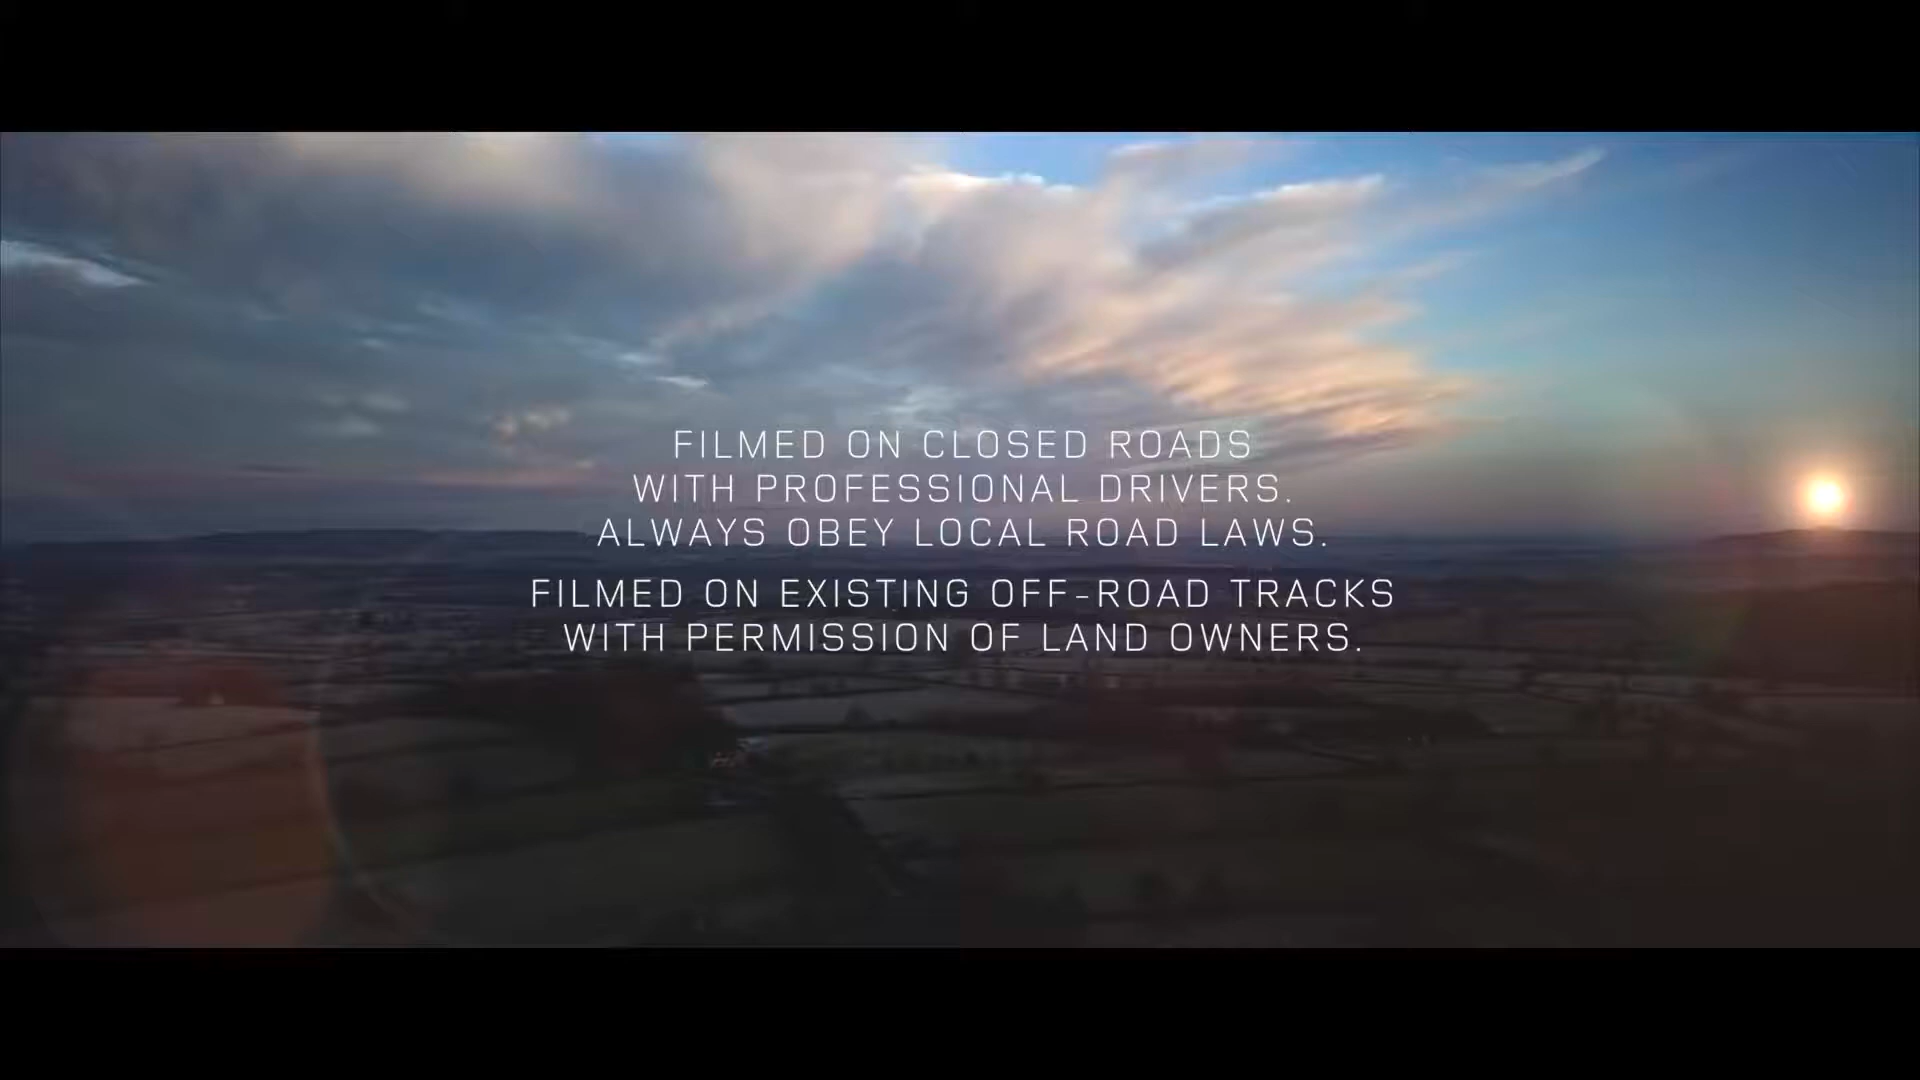 FILMED ON CLOSED ROADS
WITH PROFESSIONAL DRIVERS.
ALWAYS OBEY LOCAL ROAD LAWS.
FILMED ON EXISTING OFF-ROAD TRACKS
WITH PERMISSION OF LAND OWNERS.